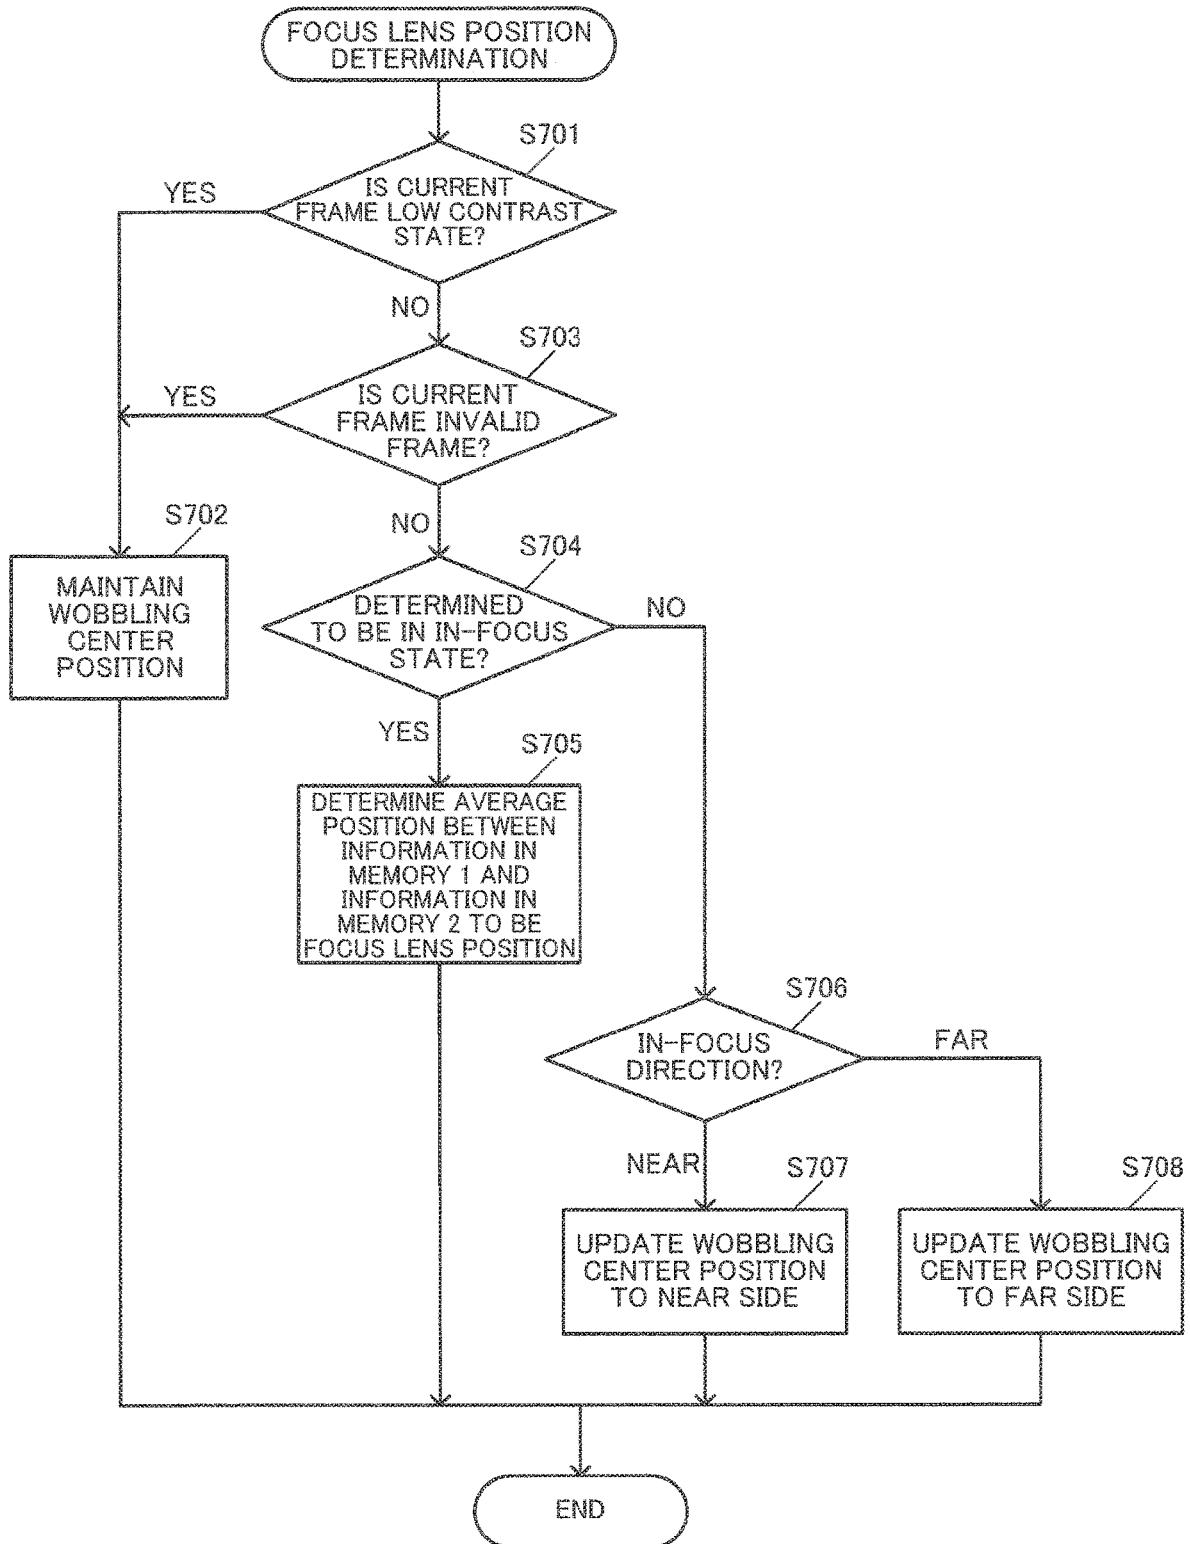 FOCUS LENS POSITION
DETERMINATION
S701
IS CURRENT
FRAME LOW CONTRAST
STATE?
YES
NO
S703
IS CURRENT
FRAME INVALID
FRAME?
YES
NO
S702
MAINTAIN
WOBBLING
CENTER
POSITION
S704
DETERMINED
TO BE IN IN-FOCUS
STATE?
NO
YES
S705
DETERMINE AVERAGE
POSITION BETWEEN
INFORMATION IN
MEMORY 1 AND
INFORMATION IN
MEMORY 2 TO BE
FOCUS LENS POSITION
S706
IN-FOCUS
DIRECTION?
FAR
NEAR
S707
UPDATE WOBBLING
CENTER POSITION
TO NEAR SIDE
S708
UPDATE WOBBLING
CENTER POSITION
TO FAR SIDE
END